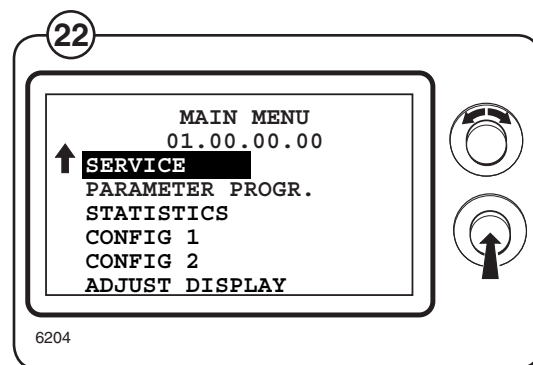 22
MAIN MENU
01.00.00.00
SERVICE
PARAMETER PROGR.
STATISTICS
CONFIG 1
CONFIG 2
ADJUST DISPLAY
6204